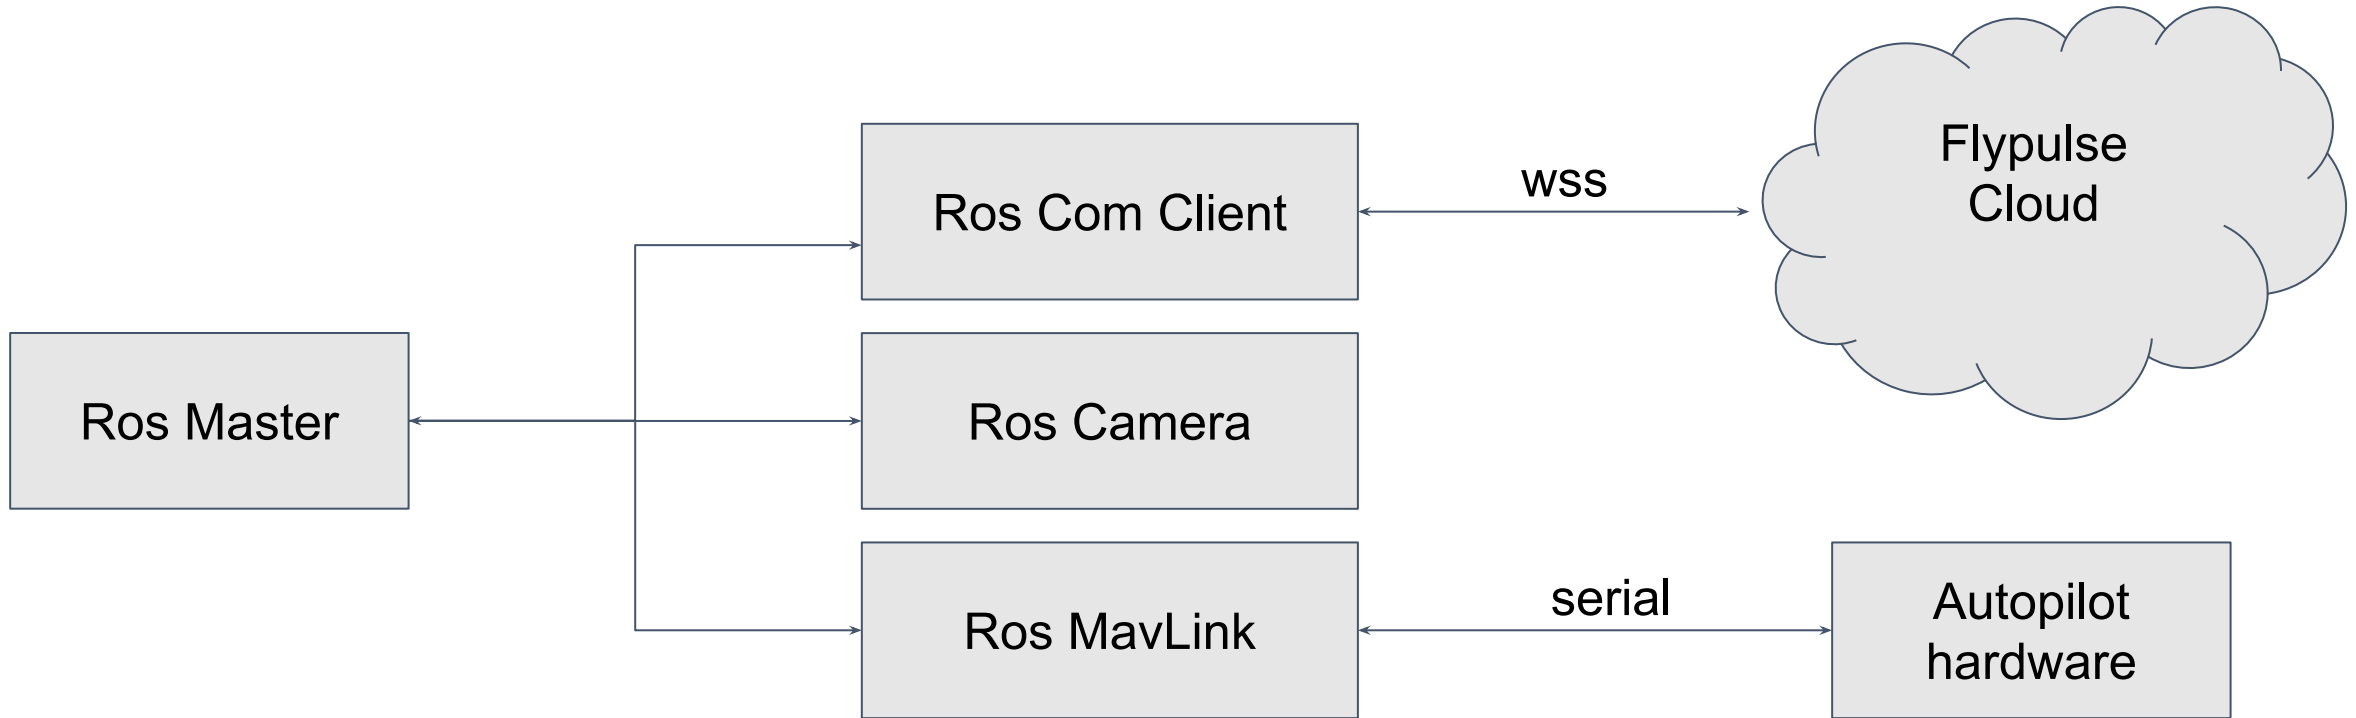 Flypulse
Cloud
wss
Ros Com Client
Ros Master
Ros Camera
serial
Ros MavLink
Autopilot
hardware